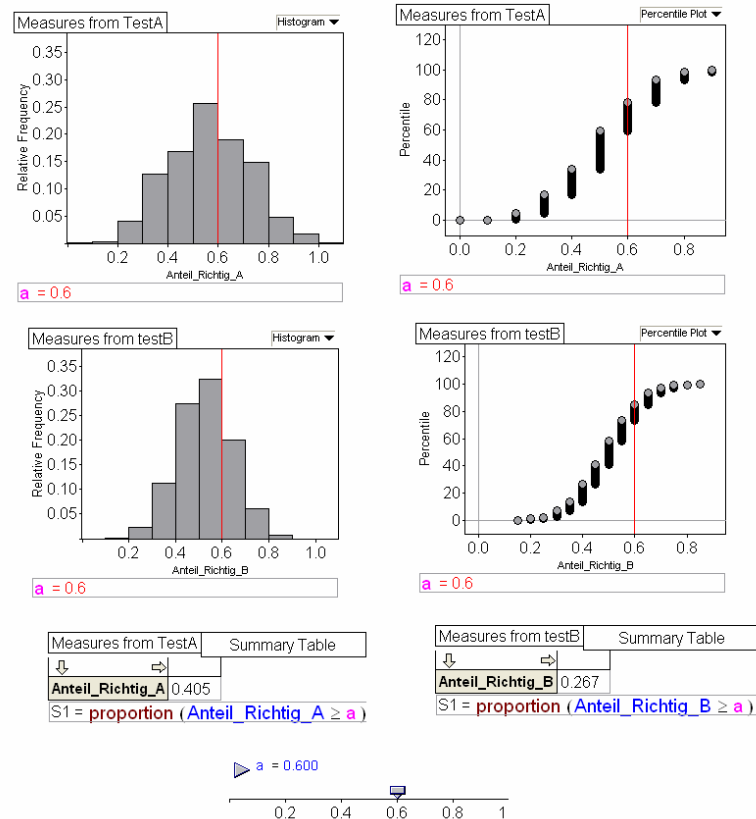 Measures from TestA
Histogram
Relative Frequency
0.35
0.30
0.25
0.20
0.15
0.10
0.05
0.2 0.4 0.6 0.8 1.0
Anteil_Richtig_A
a = 0.6
Measures from TestA
Percentile Plot
Percentile
120
100
80
60
40
20
0
0.0 0.2 0.4 0.6 0.8
Anteil_Richtig_A
a = 0.6
Measures from testB
Histogram
Relative Frequency
0.35
0.30
0.25
0.20
0.15
0.10
0.05
0.2 0.4 0.6 0.8 1.0
Anteil_Richtig_B
a = 0.6
Measures from testB
Percentile Plot
Percentile
120
100
80
60
40
20
0
0.0 0.2 0.4 0.6 0.8
Anteil_Richtig_B
a = 0.6
Measures from TestA Summary Table
Anteil_Richtig_A 0.405
S1 = proportion (Anteil_Richtig_A ≥ a)
Measures from testB Summary Table
Anteil_Richtig_B 0.267
S1 = proportion (Anteil_Richtig_B ≥ a)
a = 0.600
0.2 0.4 0.6 0.8 1